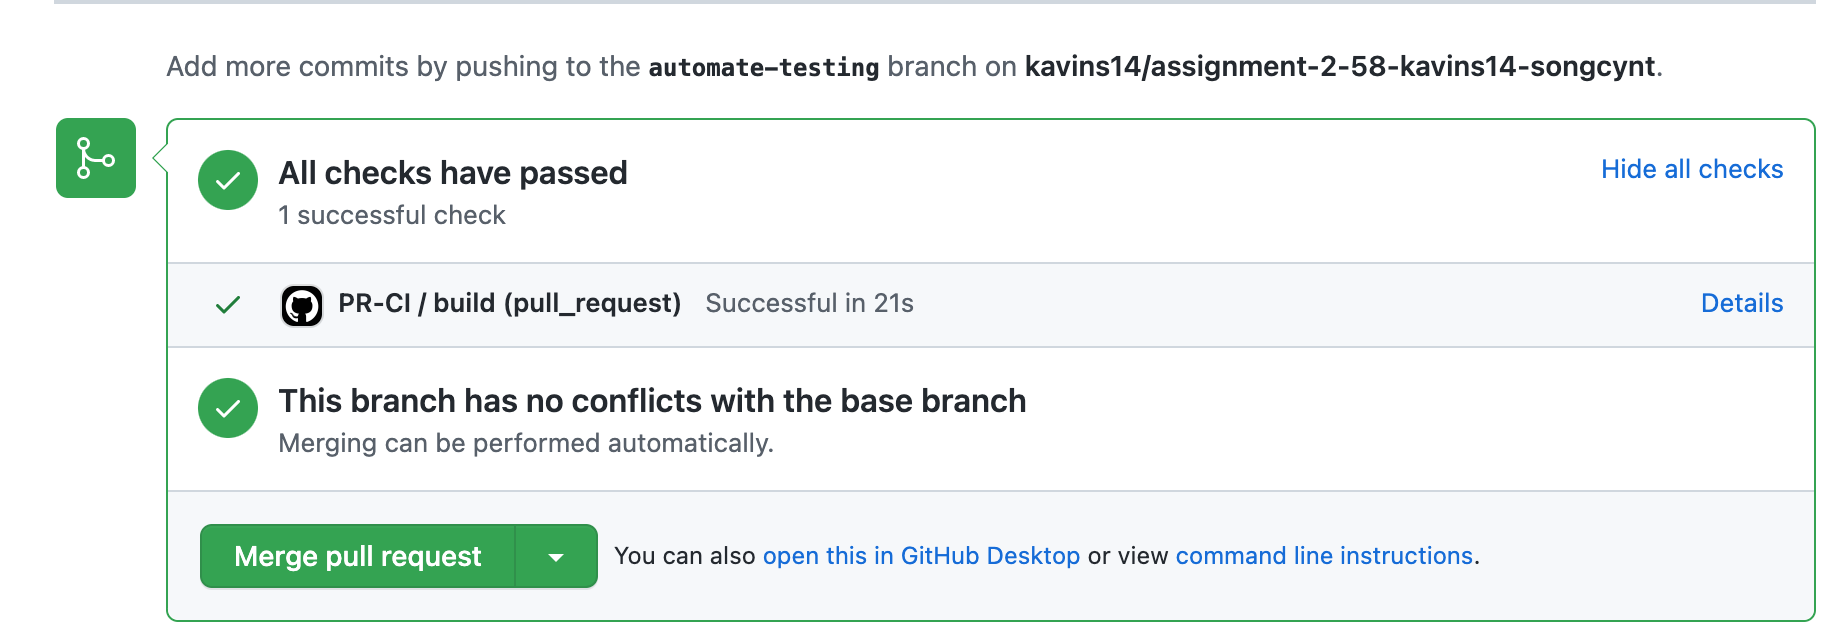 Add more commits by pushing to the automate-testing branch on kavins14/assignment-2-58-kavins14-songcynt.
All checks have passed
Hide all checks
1 successful check
PR-CI / build (pull_request) Successful in 21s
Details
This branch has no conflicts with the base branch
Merging can be performed automatically.
Merge pull request
You can also open this in GitHub Desktop or view command line instructions.